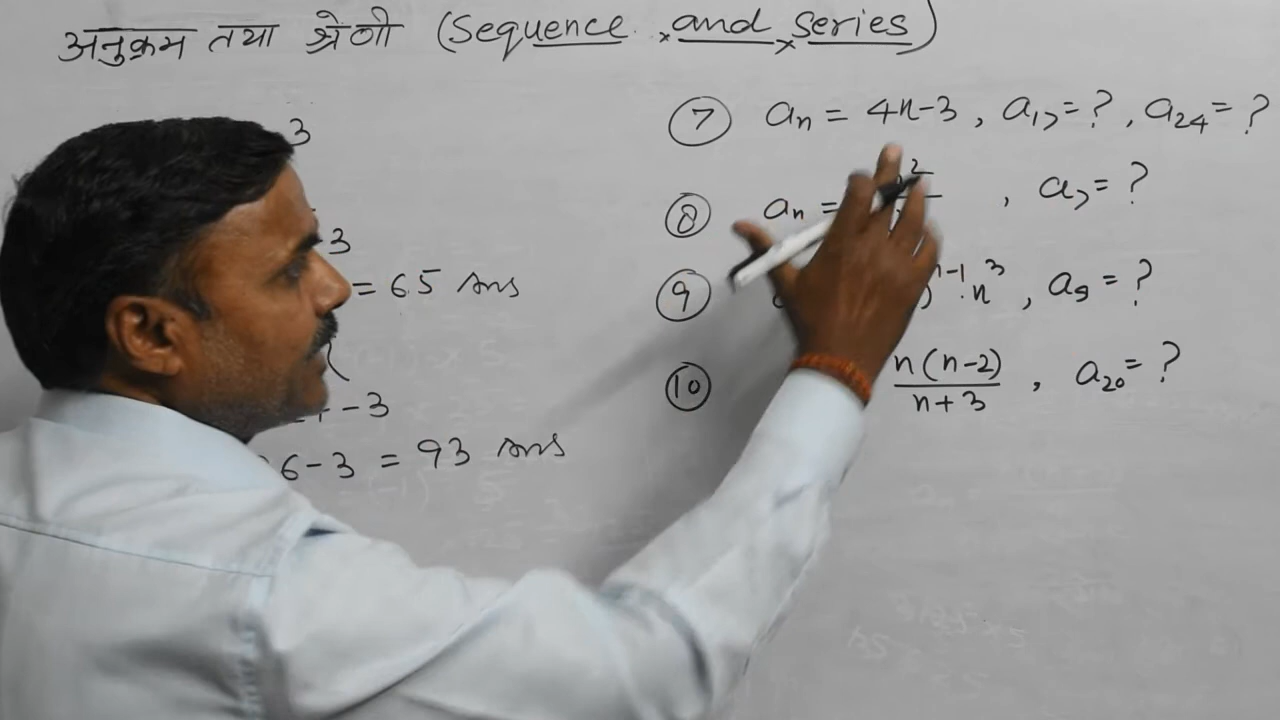 अनुक्रम तथा श्रेणी (Sequence and series)
3
-3
= 65 Ans
- 3
6 - 3 = 93 Ans
(7) aₙ = 4n-3, a₁₇ = ?, a₂₄ = ?
(8) aₙ = ², a₇ = ?
(9) n-1 · n³, a₉ = ?
(10) n(n-2)/n+3, a₂₀ = ?